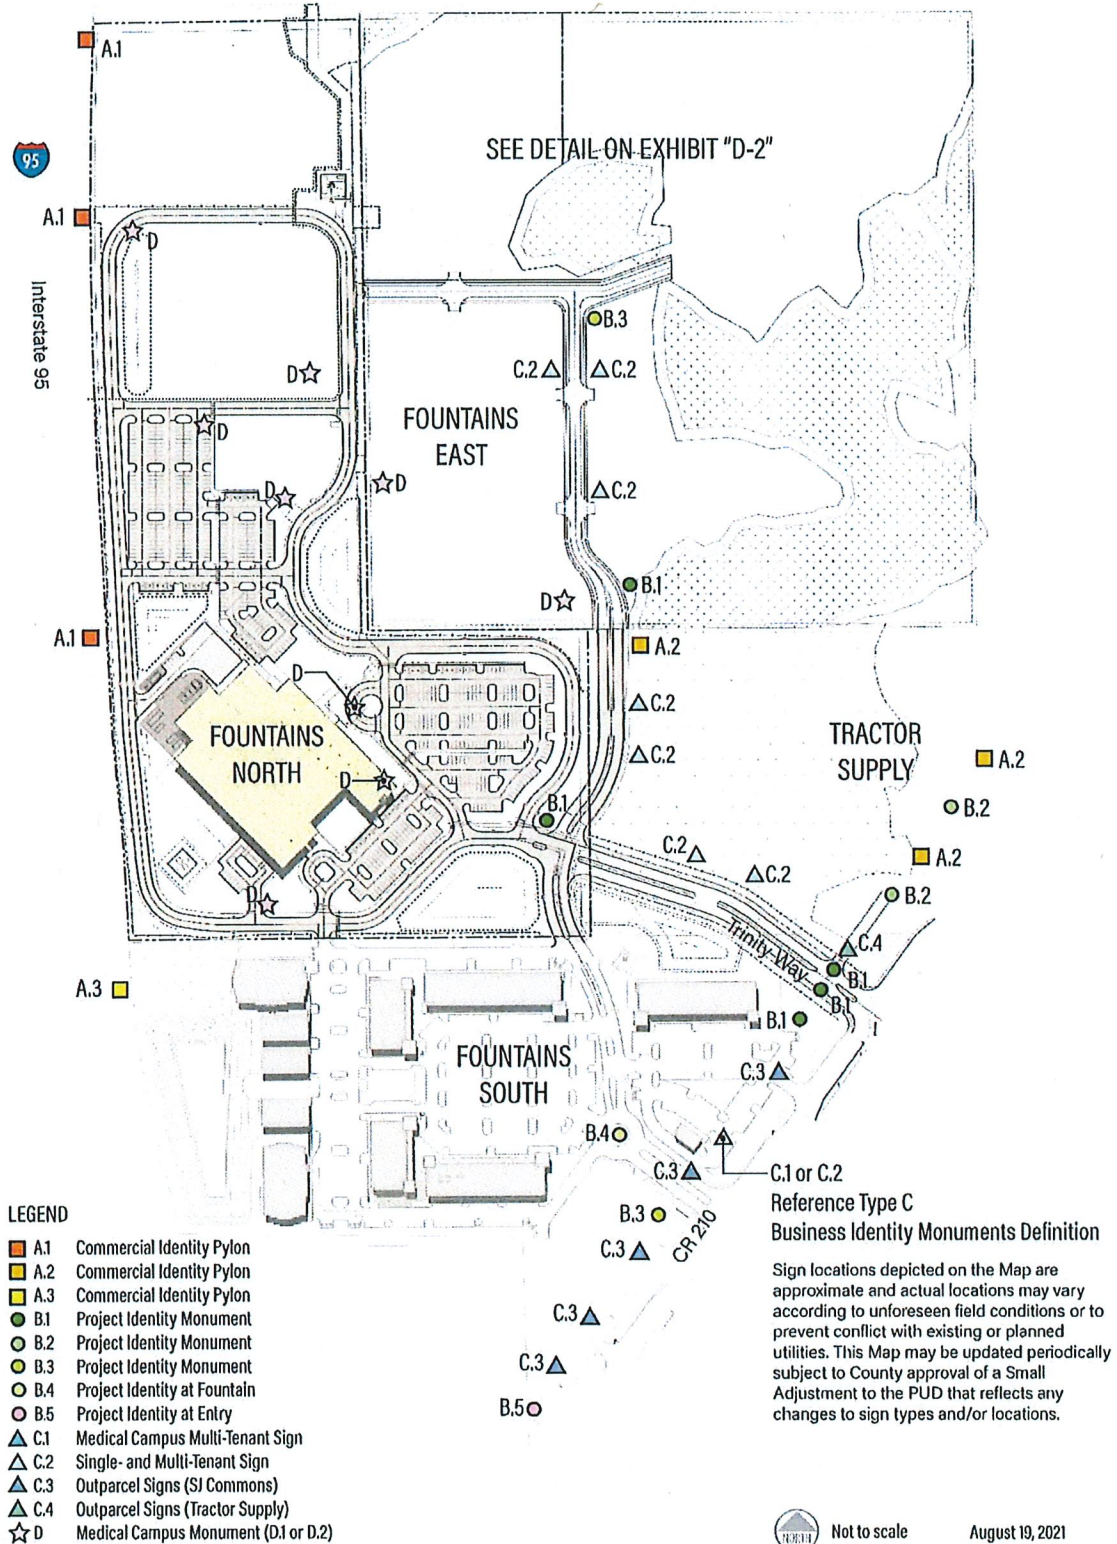 A.1
SEE DETAIL ON EXHIBIT "D-2"
95
A.1
D
Interstate 95
B.3
D
C.2
C.2
FOUNTAINS
EAST
D
D
D
C.2
B.1
D
A.1
A.2
D
C.2
FOUNTAINS
NORTH
TRACTOR
SUPPLY
C.2
A.2
D
B.1
B.2
C.2
A.2
C.2
D
B.2
Trinity Way
C.4
B.1
A.3
B.1
B.1
FOUNTAINS
SOUTH
C.3
B.4
C.3
C.1 or C.2
Reference Type C
Business Identity Monuments Definition
B.3
CR 210
C.3
C.3
C.3
B.5
Sign locations depicted on the Map are
approximate and actual locations may vary
according to unforeseen field conditions or to
prevent conflict with existing or planned
utilities. This Map may be updated periodically
subject to County approval of a Small
Adjustment to the PUD that reflects any
changes to sign types and/or locations.
LEGEND
A.1 Commercial Identity Pylon
A.2 Commercial Identity Pylon
A.3 Commercial Identity Pylon
B.1 Project Identity Monument
B.2 Project Identity Monument
B.3 Project Identity Monument
B.4 Project Identity at Fountain
B.5 Project Identity at Entry
C.1 Medical Campus Multi-Tenant Sign
C.2 Single- and Multi-Tenant Sign
C.3 Outparcel Signs (SJ Commons)
C.4 Outparcel Signs (Tractor Supply)
D Medical Campus Monument (D.1 or D.2)
NORTH
Not to scale
August 19, 2021